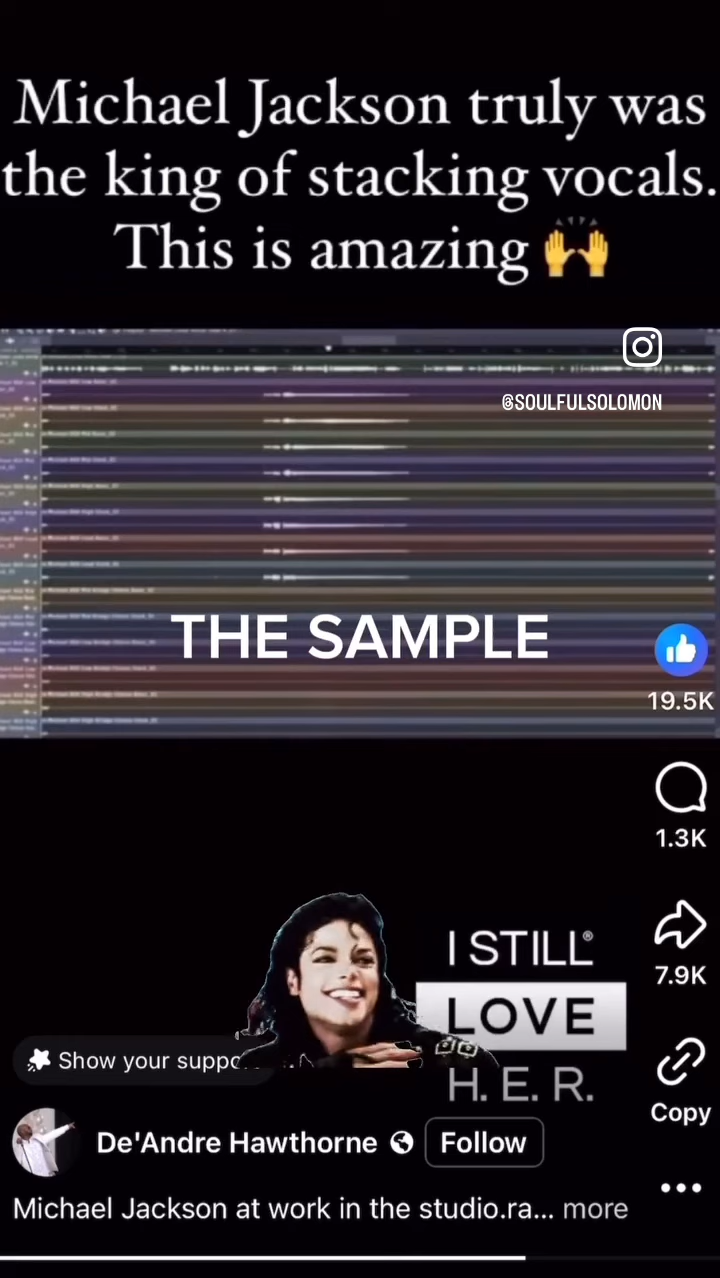 Michael Jackson truly was
the king of stacking vocals.
This is amazing 🙌
@SOULFULSOLOMON
THE SAMPLE
19.5K
1.3K
7.9K
I STILL®
LOVE
H. E. R.
Show your suppo
Copy
De'Andre Hawthorne
Follow
Michael Jackson at work in the studio.ra... more